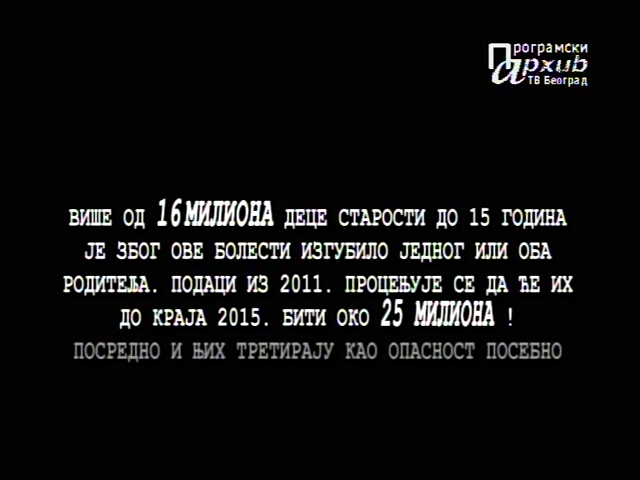 Програмски
архив
ТВ Београд
ВИШЕ ОД 16 МИЛИОНА ДЕЦЕ СТАРОСТИ ДО 15 ГОДИНА
ЈЕ ЗБОГ ОВЕ БОЛЕСТИ ИЗГУБИЛО ЈЕДНОГ ИЛИ ОБА
РОДИТЕЉА. ПОДАЦИ ИЗ 2011. ПРОЦЕЊУЈЕ СЕ ДА ЋЕ ИХ
ДО КРАЈА 2015. БИТИ ОКО 25 МИЛИОНА !
ПОСРЕДНО И ЊИХ ТРЕТИРАЈУ КАО ОПАСНОСТ ПОСЕБНО